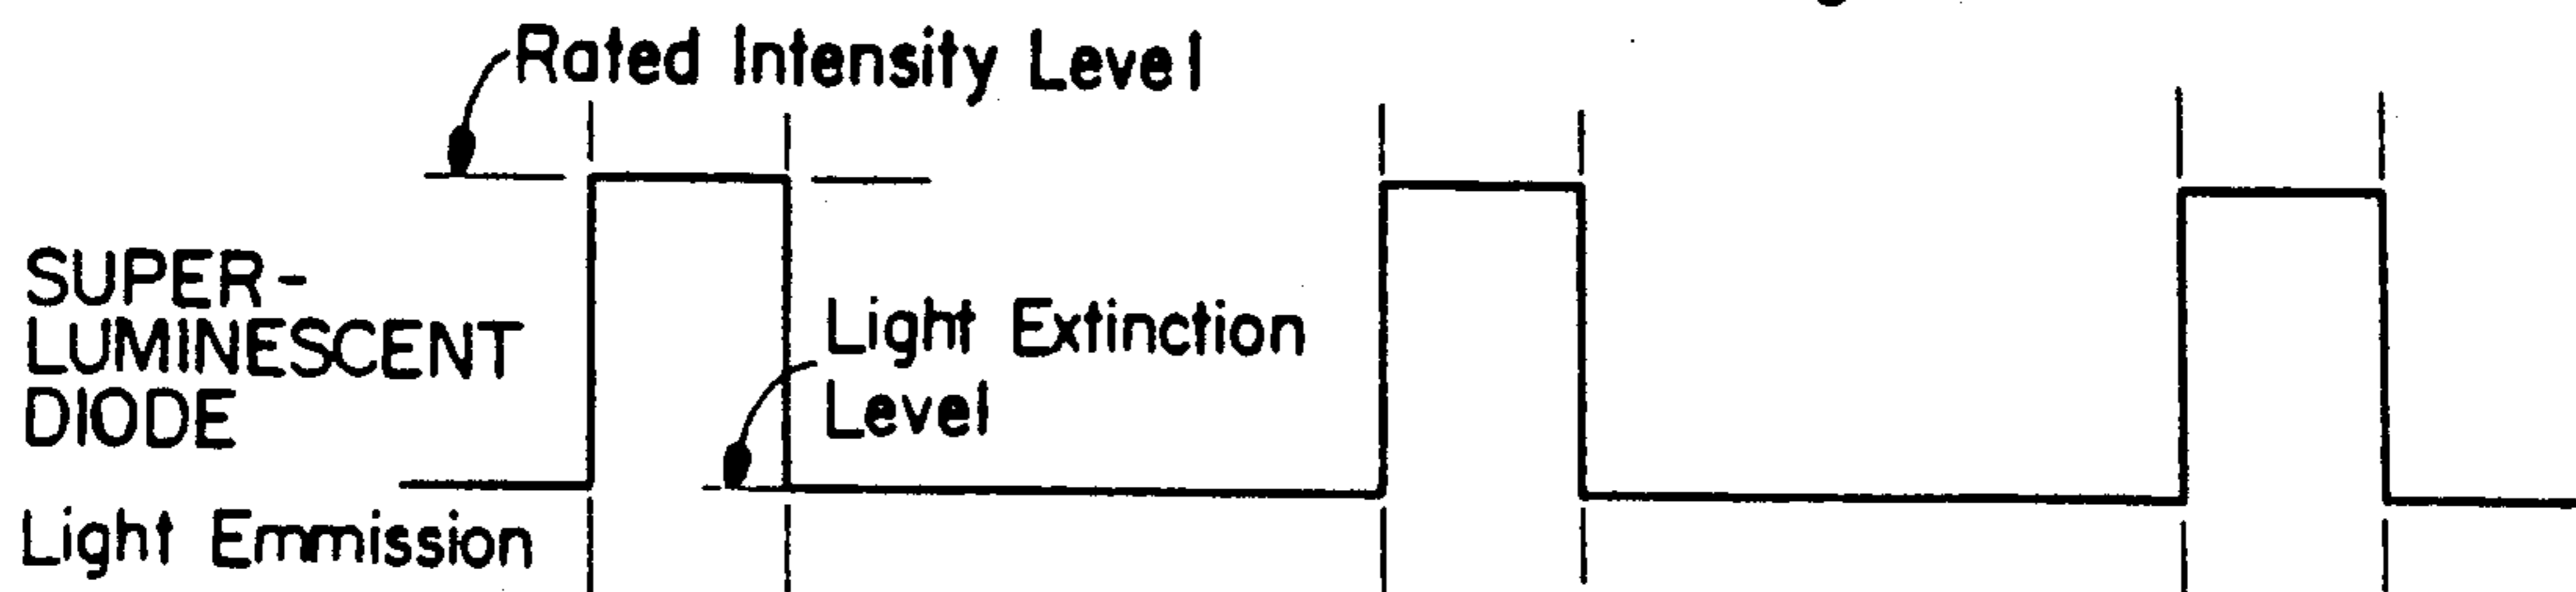 Rated Intensity Level
SUPER-
LUMINESCENT
DIODE
Light Extinction
Level
Light Emmission